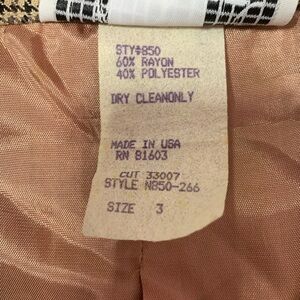 STY#850
60% RAYON
40% POLYESTER
DRY CLEANONLY
MADE IN USA
RN 81603
CUT 33007
STYLE N850-266
SIZE 3